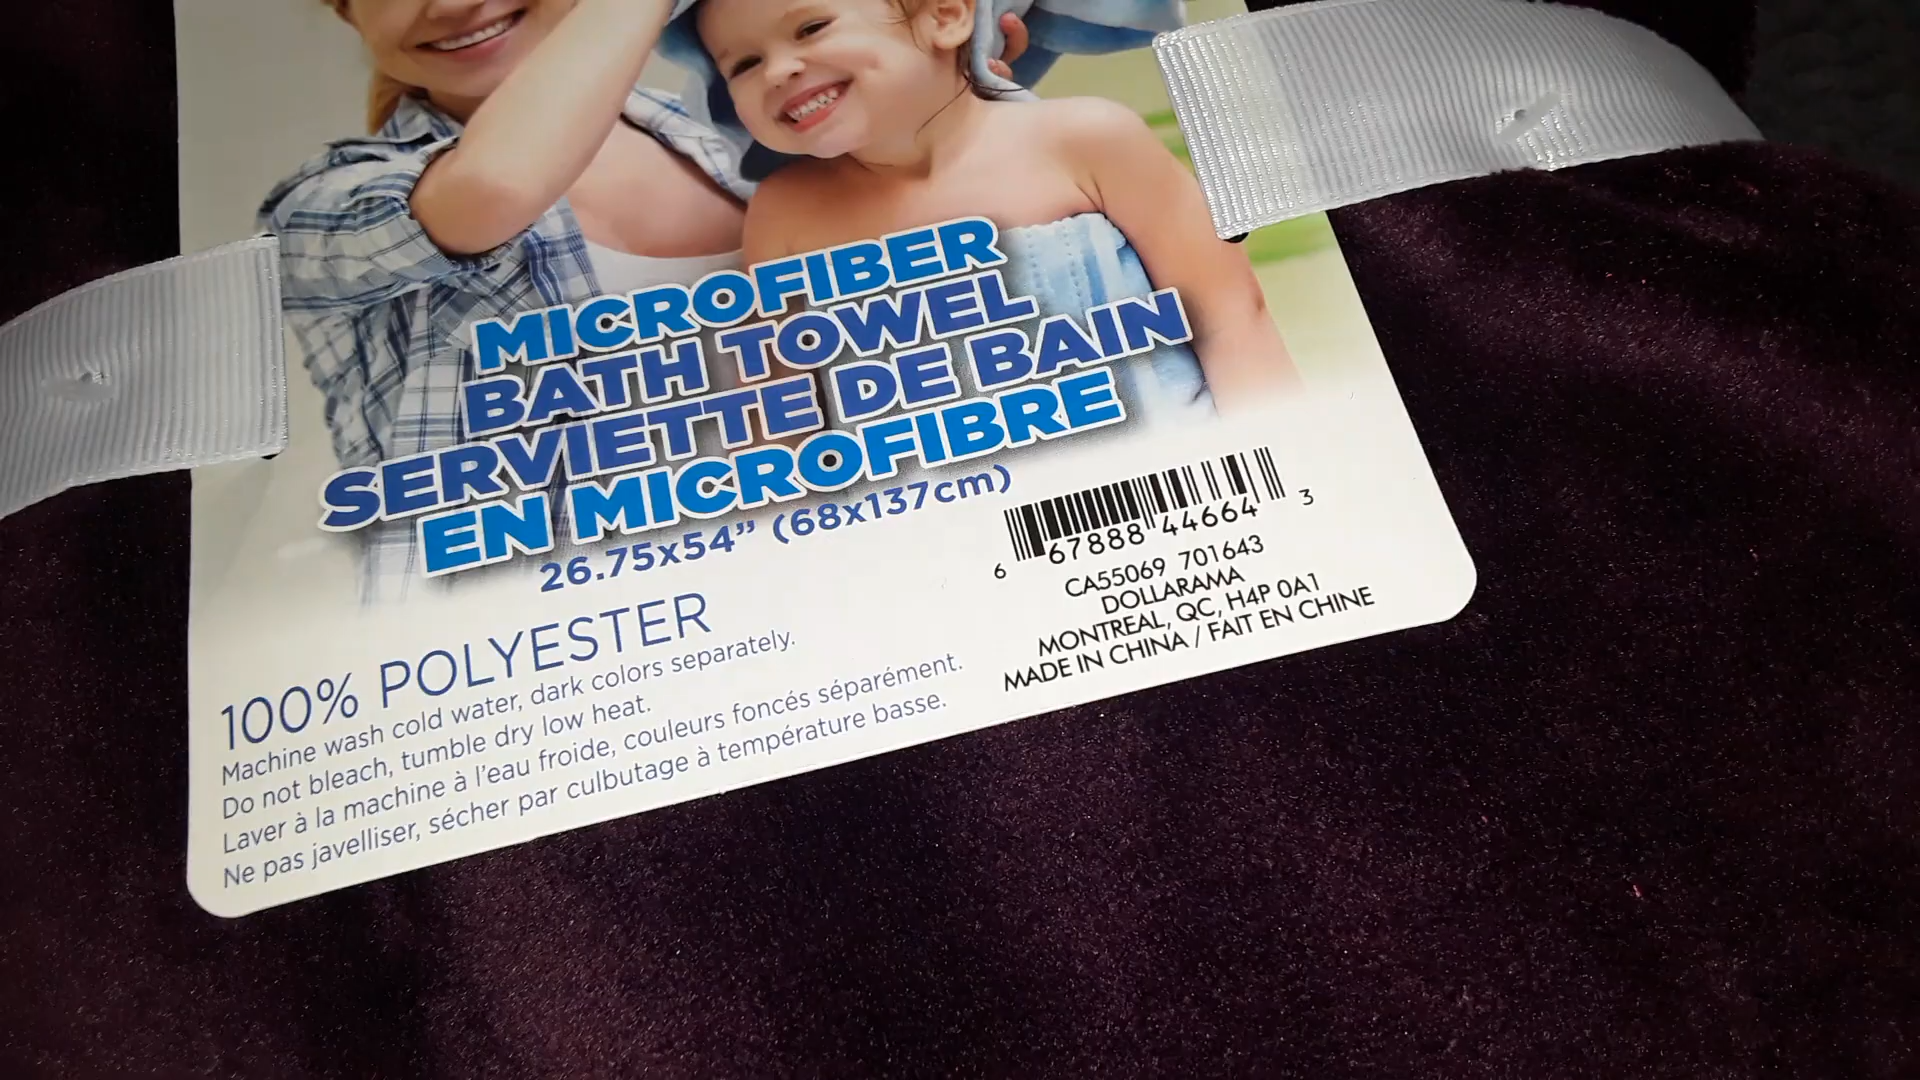 MICROFIBER
BATH TOWEL
SERVIETTE DE BAIN
EN MICROFIBRE
26.75x54” (68x137cm)
6 67888 44664 3
CA55069 701643
DOLLARAMA
MONTREAL, QC, H4P 0A1
MADE IN CHINA / FAIT EN CHINE
100% POLYESTER
Machine wash cold water, dark colors separately.
Do not bleach, tumble dry low heat.
Laver à la machine à l’eau froide, couleurs foncés séparément.
Ne pas javelliser, sécher par culbutage à température basse.